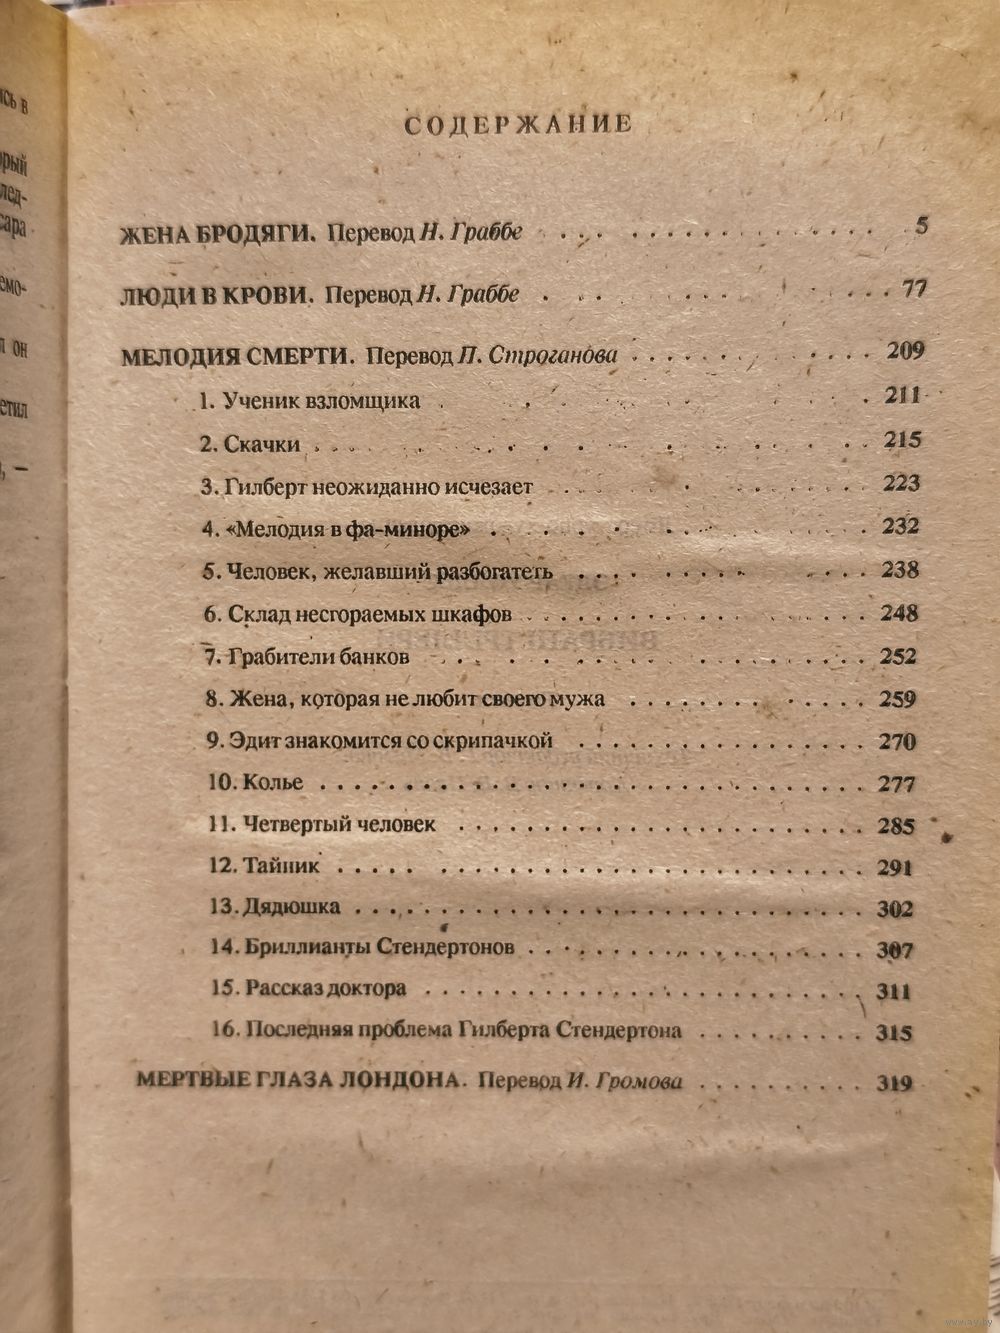 СОДЕРЖАНИЕ
ЖЕНА БРОДЯГИ. Перевод Н. Граббе . . . . . . . . . . . . . . . . 5
ЛЮДИ В КРОВИ. Перевод Н. Граббе . . . . . . . . . . . . . . 77
МЕЛОДИЯ СМЕРТИ. Перевод П. Строганова . . . . . . . . . . . 209
1. Ученик взломщика . . . . . . . . . . . . . . . 211
2. Скачки . . . . . . . . . . . . . . . . . . . . 215
3. Гилберт неожиданно исчезает . . . . . . . . . . . 223
4. «Мелодия в фа-миноре» . . . . . . . . . . . . . . 232
5. Человек, желавший разбогатеть . . . . . . . . . . . . 238
6. Склад несгораемых шкафов . . . . . . . . . . . . . . 248
7. Грабители банков . . . . . . . . . . . . . . . . . 252
8. Жена, которая не любит своего мужа . . . . . . . . . . . 259
9. Эдит знакомится со скрипачкой . . . . . . . . . . . . . 270
10. Колье . . . . . . . . . . . . . . . . . . . . . . . 277
11. Четвертый человек . . . . . . . . . . . . . . . . . 285
12. Тайник . . . . . . . . . . . . . . . . . . . . . . 291
13. Дядюшка . . . . . . . . . . . . . . . . . . . . . . 302
14. Бриллианты Стендертонов . . . . . . . . . . . . . . . 307
15. Рассказ доктора . . . . . . . . . . . . . . . . . . . 311
16. Последняя проблема Гилберта Стендертона . . . . . . . . . 315
МЕРТВЫЕ ГЛАЗА ЛОНДОНА. Перевод И. Громова . . . . . . . . . 319
www.ay.by